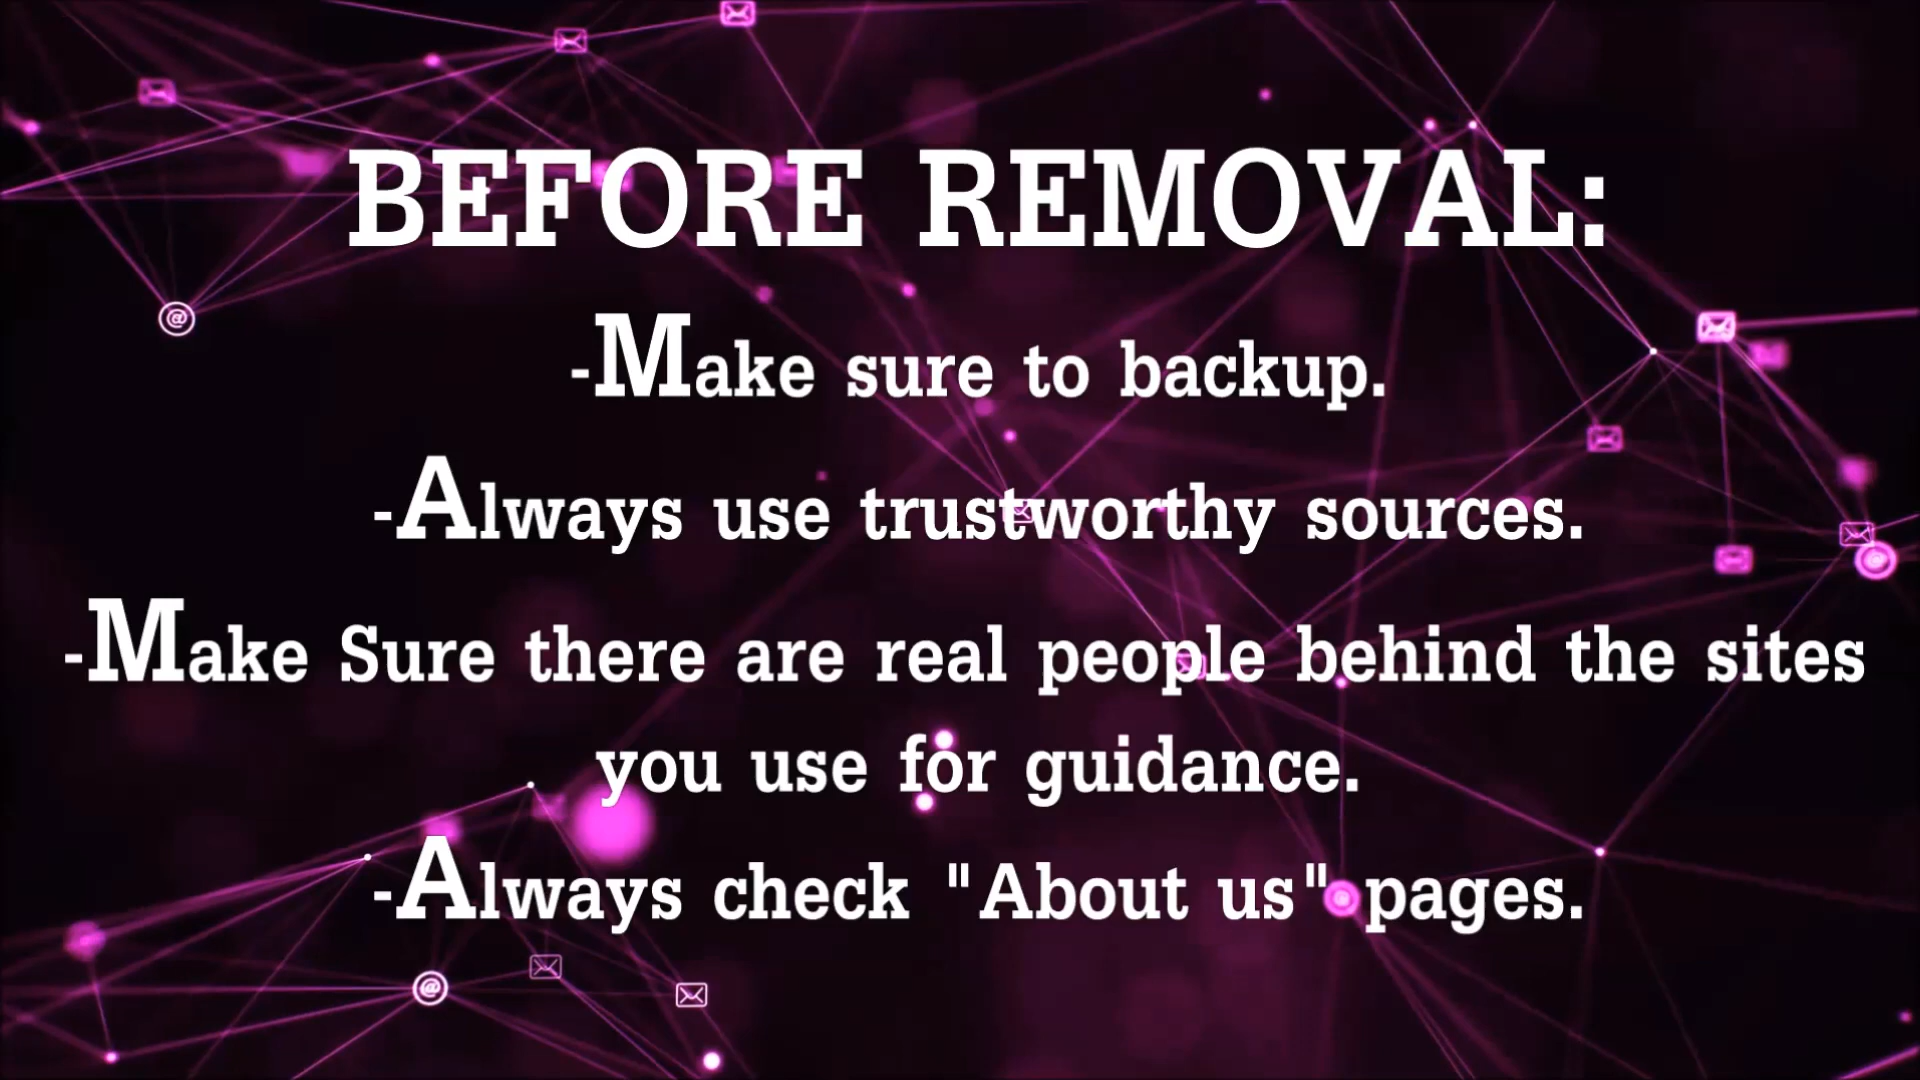 BEFORE REMOVAL:
-Make sure to backup.
-Always use trustworthy sources.
-Make Sure there are real people behind the sites
you use for guidance.
-Always check "About us" pages.